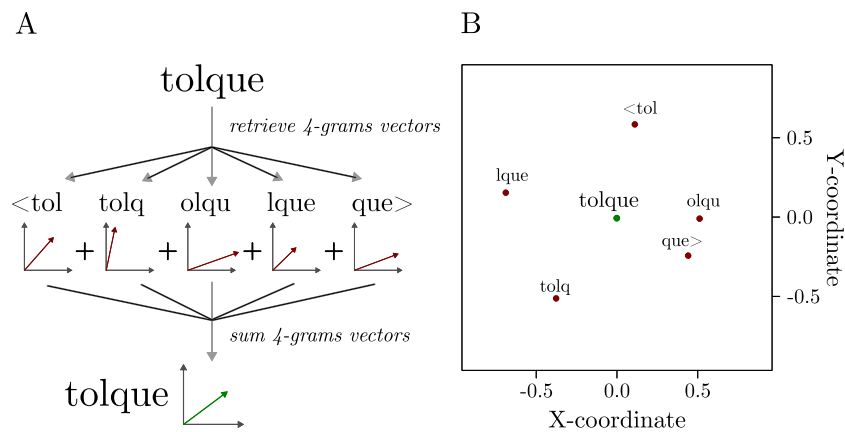 A
tolque
retrieve 4-grams vectors
<tol tolq olqu lque que>
+ + + +
sum 4-grams vectors
tolque
B
<tol
lque
tolque
olqu
que>
tolq
0.5
0.0
-0.5
Y-coordinate
-0.5 0.0 0.5
X-coordinate